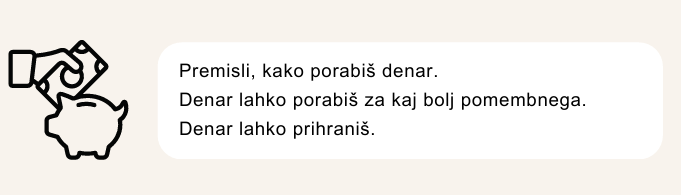 Premisli, kako porabiš denar.
Denar lahko porabiš za kaj bolj pomembnega.
Denar lahko prihraniš.